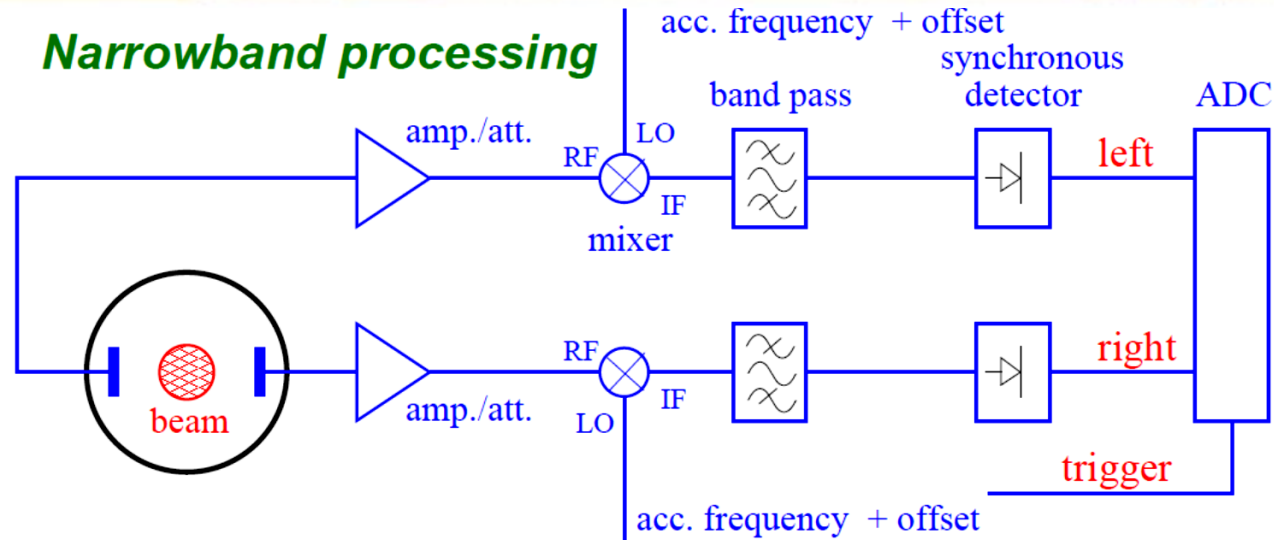 Narrowband processing
acc. frequency + offset
synchronous
detector
band pass
ADC
amp./att.
LO
RF
IF
mixer
left
beam
amp./att.
RF
LO
IF
right
trigger
acc. frequency + offset